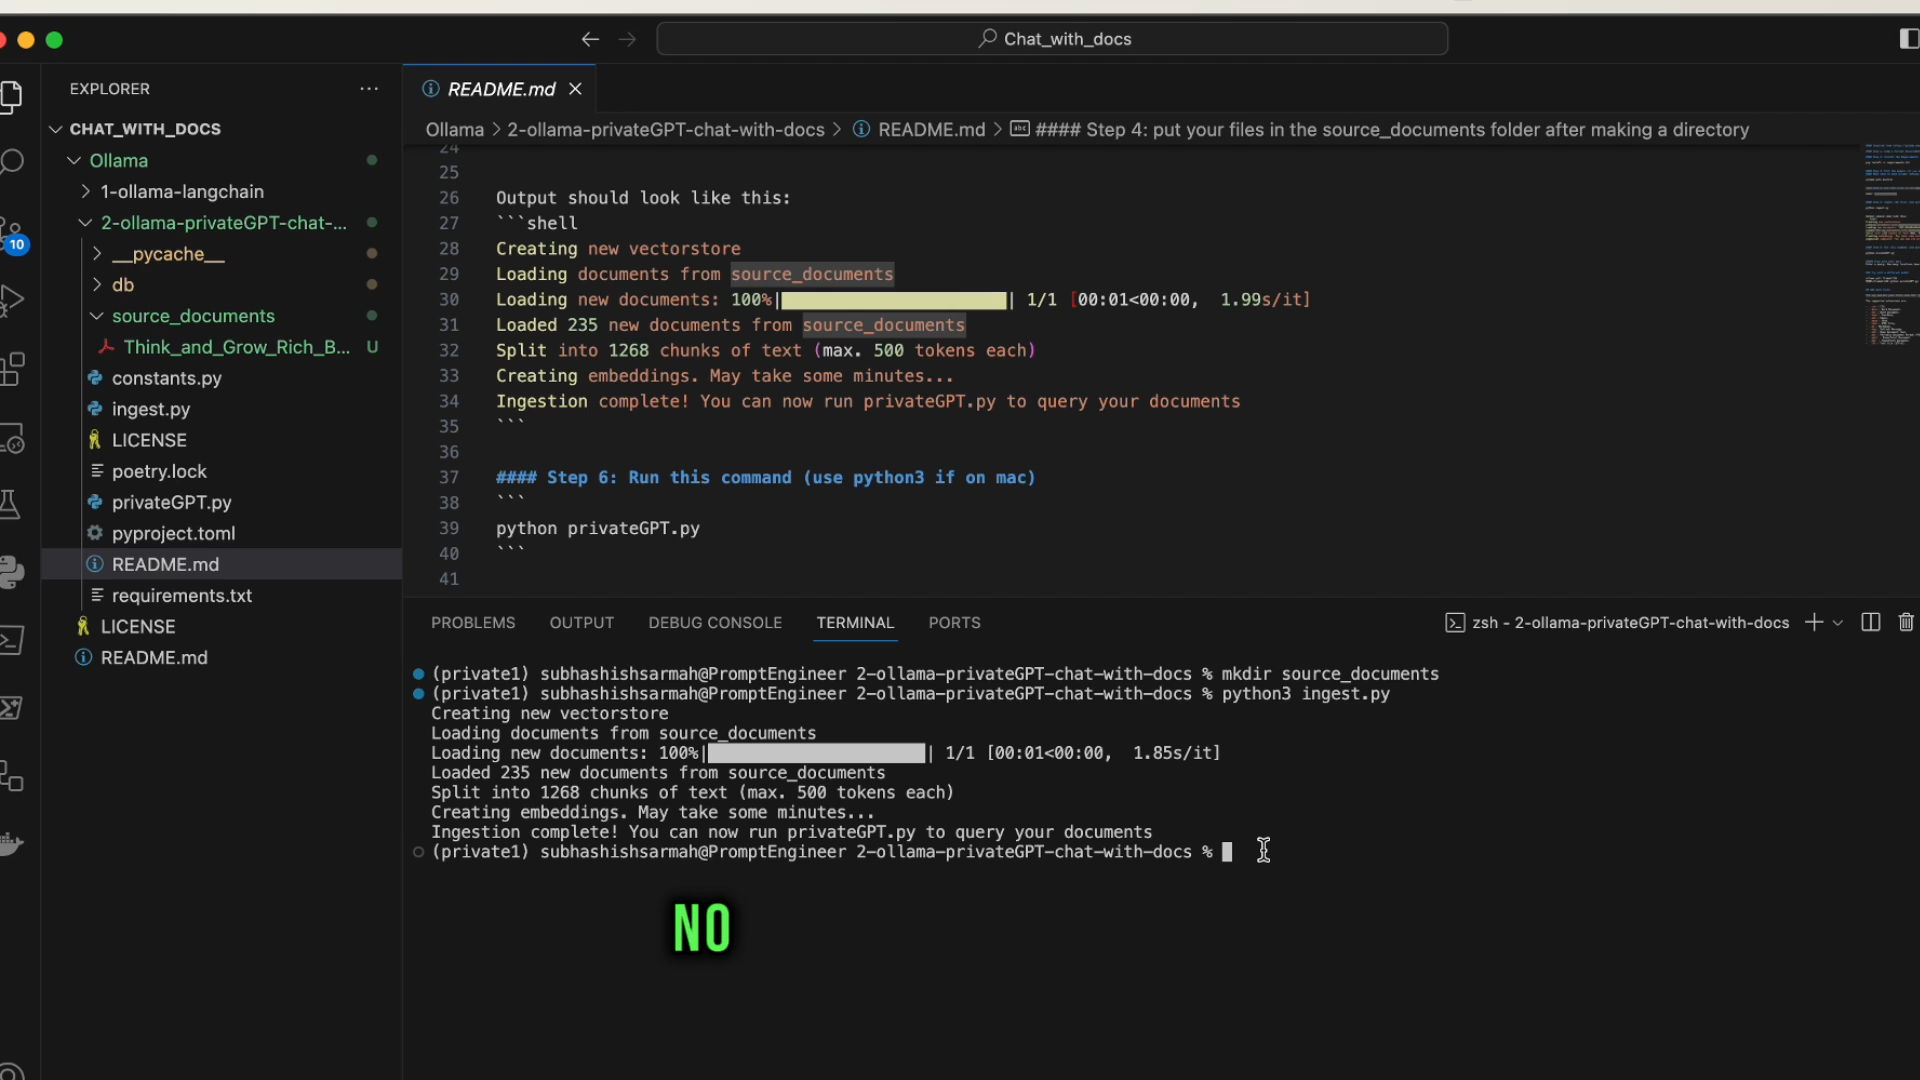 Chat_with_docs
EXPLORER
CHAT_WITH_DOCS
Ollama
1-ollama-langchain
2-ollama-privateGPT-chat-...
__pycache__
db
source_documents
Think_and_Grow_Rich_B... U
constants.py
ingest.py
LICENSE
poetry.lock
privateGPT.py
pyproject.toml
README.md
requirements.txt
LICENSE
README.md
10
README.md
Ollama > 2-ollama-privateGPT-chat-with-docs > README.md > abc #### Step 4: put your files in the source_documents folder after making a directory
24
25
26 Output should look like this:
27 ```shell
28 Creating new vectorstore
29 Loading documents from source_documents
30 Loading new documents: 100%| | 1/1 [00:01<00:00, 1.99s/it]
31 Loaded 235 new documents from source_documents
32 Split into 1268 chunks of text (max. 500 tokens each)
33 Creating embeddings. May take some minutes...
34 Ingestion complete! You can now run privateGPT.py to query your documents
35 ```
36
37 #### Step 6: Run this command (use python3 if on mac)
38 ```
39 python privateGPT.py
40 ```
41
PROBLEMS OUTPUT DEBUG CONSOLE TERMINAL PORTS
zsh - 2-ollama-privateGPT-chat-with-docs
(private1) subhashishsarmah@PromptEngineer 2-ollama-privateGPT-chat-with-docs % mkdir source_documents
(private1) subhashishsarmah@PromptEngineer 2-ollama-privateGPT-chat-with-docs % python3 ingest.py
Creating new vectorstore
Loading documents from source_documents
Loading new documents: 100%| | 1/1 [00:01<00:00, 1.85s/it]
Loaded 235 new documents from source_documents
Split into 1268 chunks of text (max. 500 tokens each)
Creating embeddings. May take some minutes...
Ingestion complete! You can now run privateGPT.py to query your documents
(private1) subhashishsarmah@PromptEngineer 2-ollama-privateGPT-chat-with-docs %
NO